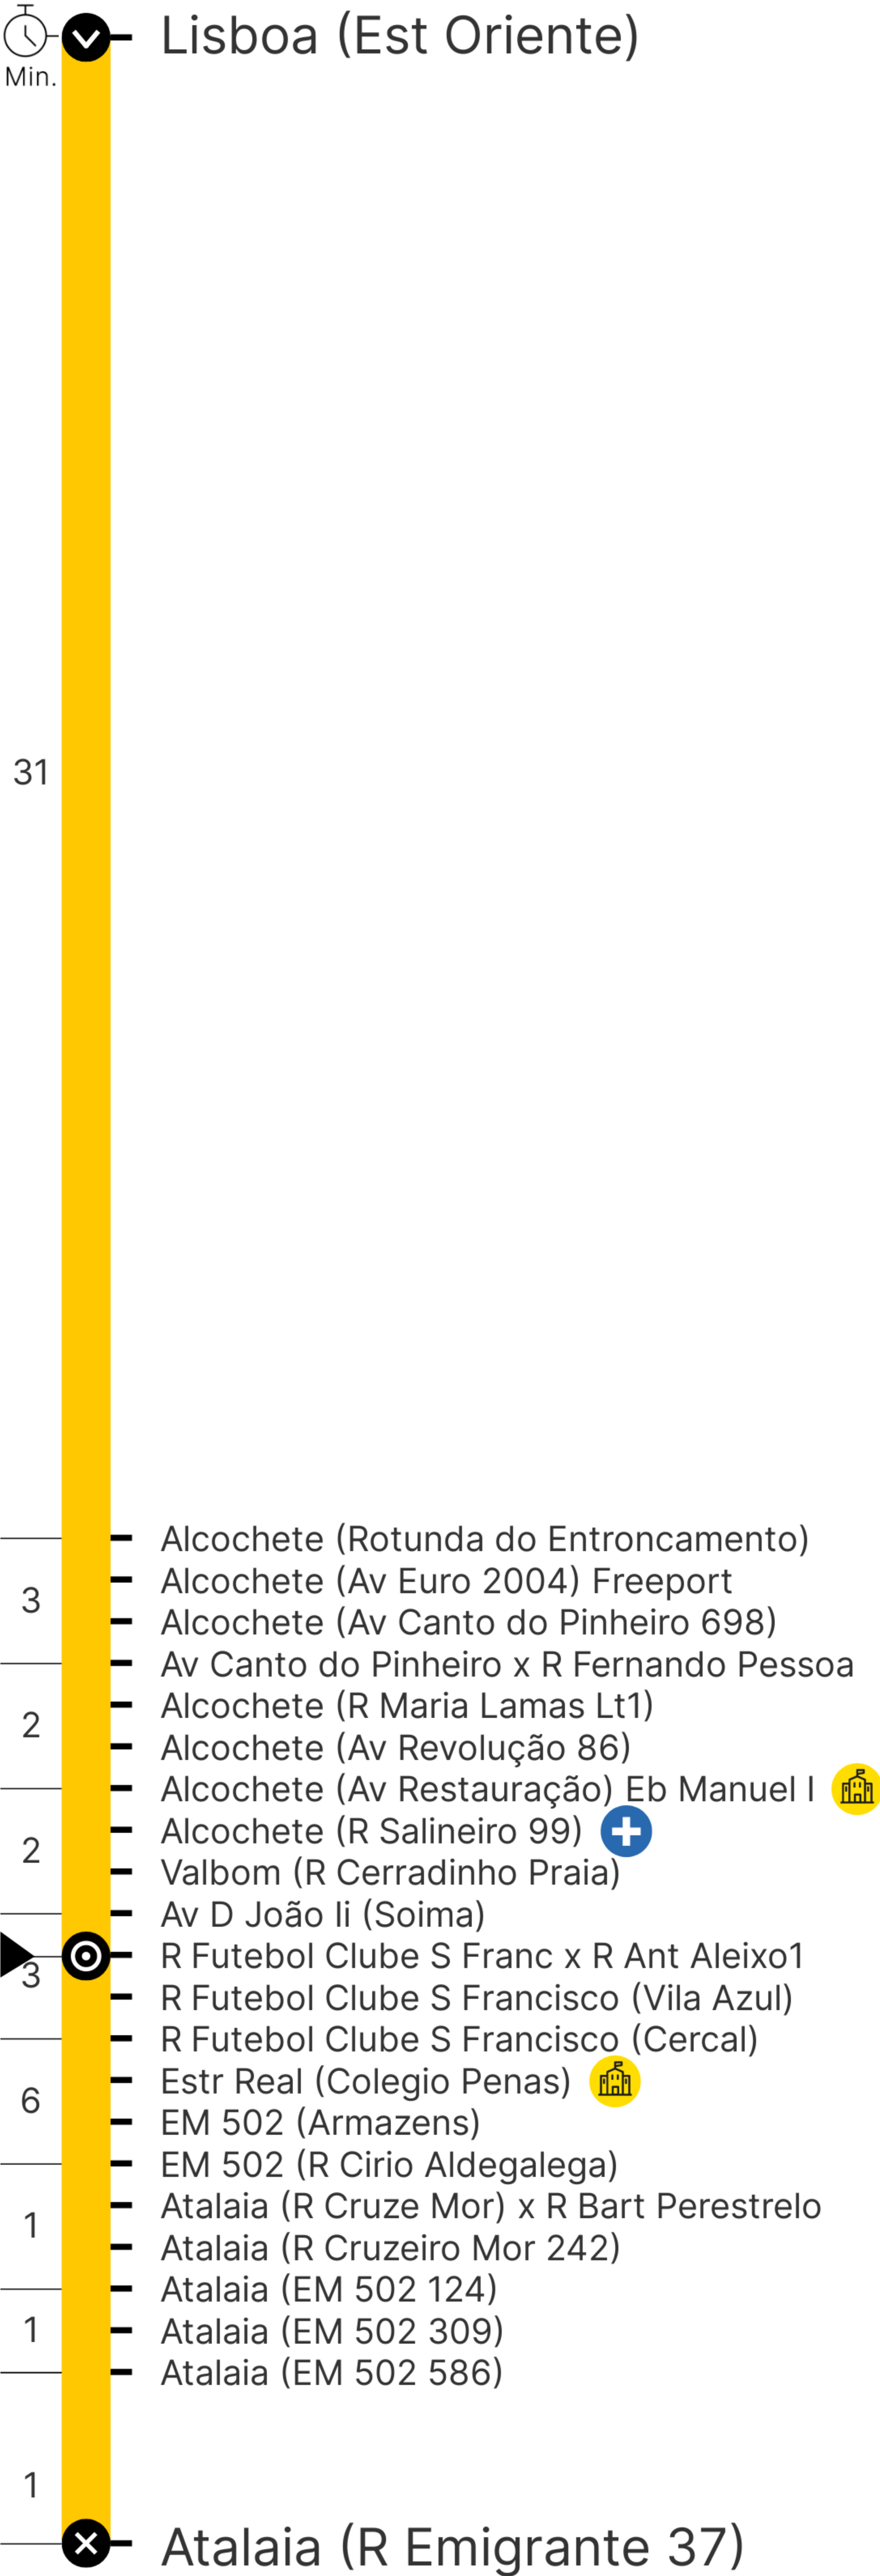 Lisboa (Est Oriente)
Min.
31
Alcochete (Rotunda do Entroncamento)
Alcochete (Av Euro 2004) Freeport
3
Alcochete (Av Canto do Pinheiro 698)
Av Canto do Pinheiro x R Fernando Pessoa
Alcochete (R Maria Lamas Lt1)
2
Alcochete (Av Revolução 86)
Alcochete (Av Restauração) Eb Manuel I
Alcochete (R Salineiro 99)
2
Valbom (R Cerradinho Praia)
Av D João Ii (Soima)
R Futebol Clube S Franc x R Ant Aleixo1
3
R Futebol Clube S Francisco (Vila Azul)
R Futebol Clube S Francisco (Cercal)
Estr Real (Colegio Penas)
6
EM 502 (Armazens)
EM 502 (R Cirio Aldegalega)
Atalaia (R Cruze Mor) x R Bart Perestrelo
1
Atalaia (R Cruzeiro Mor 242)
Atalaia (EM 502 124)
1
Atalaia (EM 502 309)
Atalaia (EM 502 586)
1
Atalaia (R Emigrante 37)